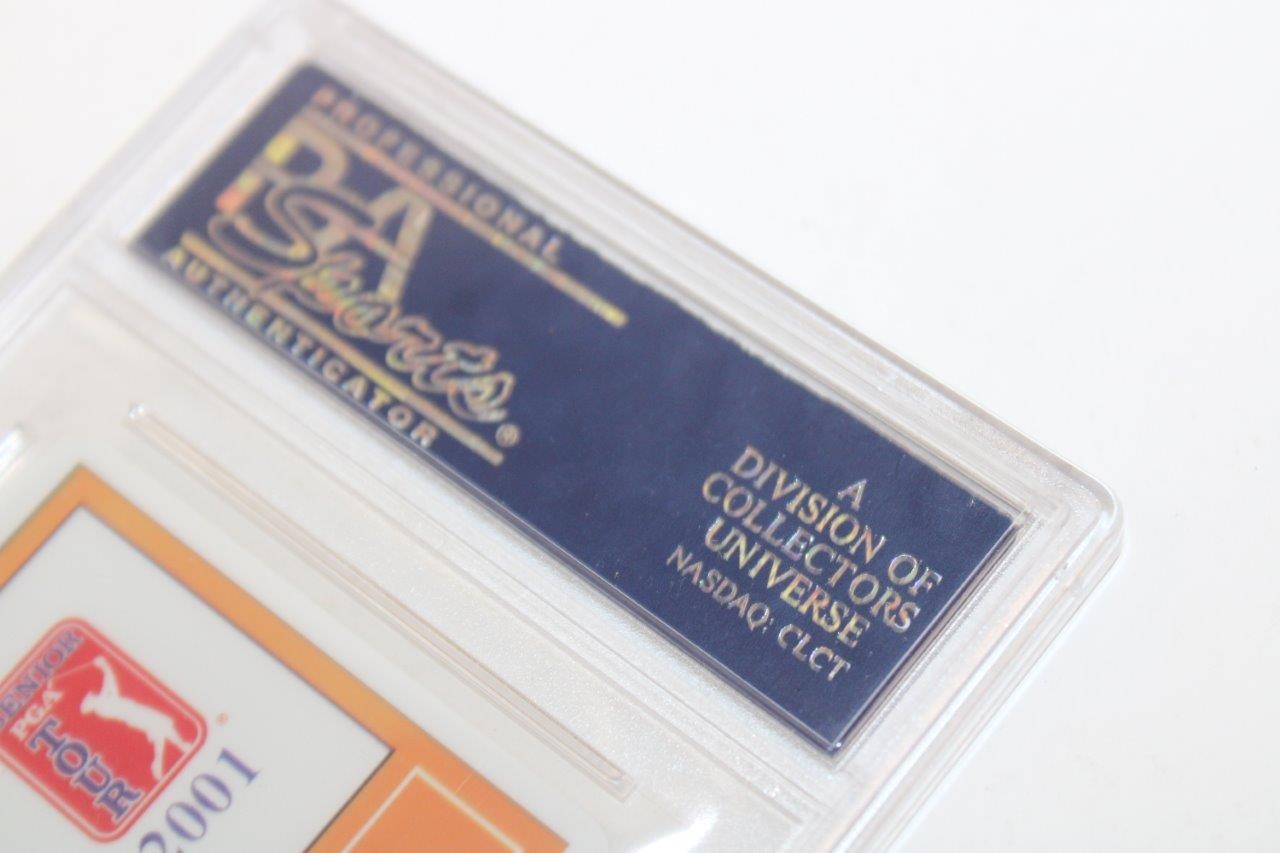 PROFESSIONAL
PSA
Sports®
AUTHENTICATOR
A
DIVISION OF
COLLECTORS
UNIVERSE
NASDAQ: CLCT
SENIOR
PGA
TOUR
2001